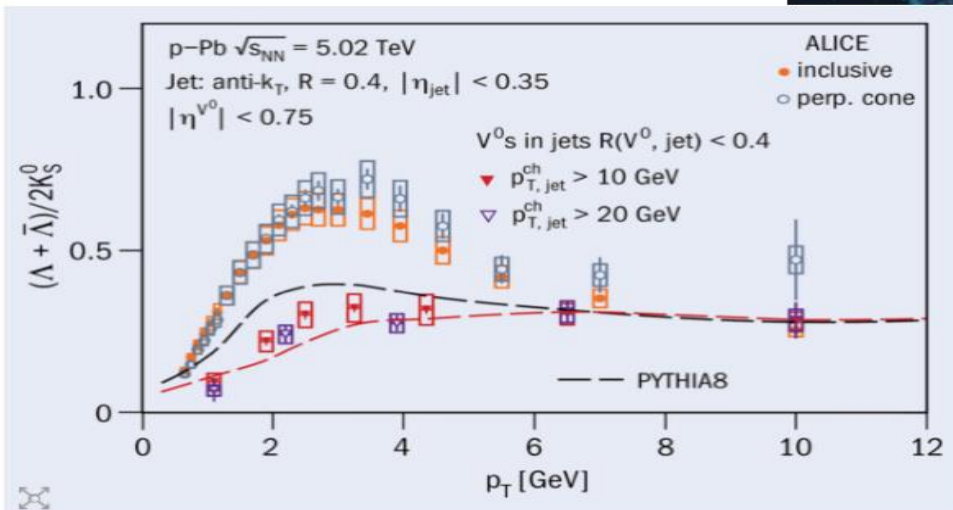 p–Pb √sNN = 5.02 TeV
Jet: anti-kT, R = 0.4, |ηjet| < 0.35
|ηV⁰| < 0.75
ALICE
inclusive
perp. cone
V⁰s in jets R(V⁰, jet) < 0.4
p^ch_T, jet > 10 GeV
p^ch_T, jet > 20 GeV
PYTHIA8
(Λ + Λ̄)/2K⁰S
1.0
0.5
0
0 2 4 6 8 10 12
pT [GeV]